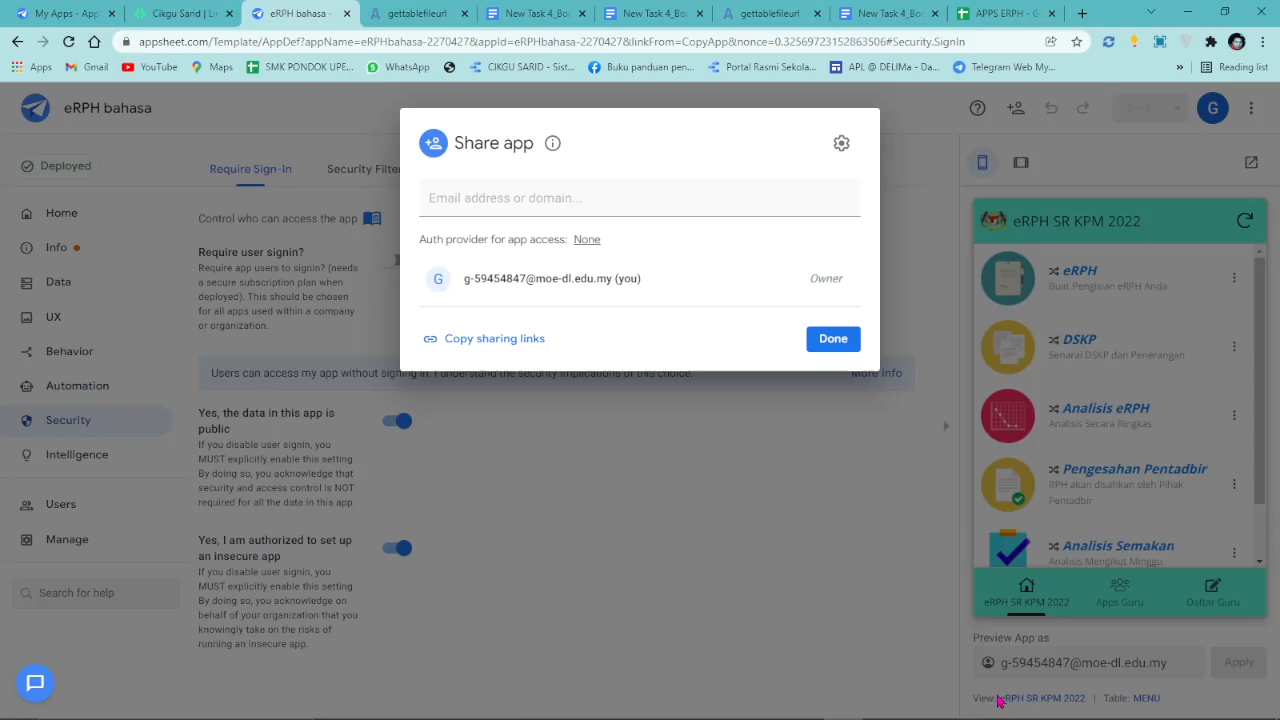 My Apps - A
Cikgu Sand | Lin
eRPH bahasa -
gettablefileurl
New Task 4_Bo
New Task 4_Bo
gettablefileurl
New Task 4_Bo
APPS ERPH - G
appsheet.com/Template/AppDef?appName=eRPHbahasa-2270427&appId=eRPHbahasa-2270427&linkFrom=CopyApp&nonce=0.32569723152863506#Security.SignIn
Apps
Gmail
YouTube
Maps
SMK PONDOK UPE...
WhatsApp
CIKGU SARID - Sist...
Buku panduan pen...
Portal Rasmi Sekola...
APL @ DELIMa - Da...
Telegram Web My...
»
Reading list
eRPH bahasa
SAVE
G
Deployed
Home
Info
Data
UX
Behavior
Automation
Security
Intelligence
Users
Manage
Search for help
Require Sign-In
Security Filter
Control who can access the app
Require user signin?
Require app users to signin? (needs
a secure subscription plan when
deployed). This should be chosen
for all apps used within a company
or organization.
Users can access my app without signing in. I understand the security implications of this choice.
More Info
Yes, the data in this app is
public
If you disable user signin, you
MUST explicitly enable this setting.
By doing so, you acknowledge that
security and access control is NOT
required for all the data in this app.
Yes, I am authorized to set up
an insecure app
If you disable user signin, you
MUST explicitly enable this setting.
By doing so, you acknowledge on
behalf of your organization that you
knowingly take on the risks of
running an insecure app.
Share app
Email address or domain...
Auth provider for app access: None
G
g-59454847@moe-dl.edu.my (you)
Owner
Copy sharing links
Done
eRPH SR KPM 2022
eRPH
Buat Pengisian eRPH Anda
DSKP
Senarai DSKP dan Penerangan
Analisis eRPH
Analisis Secara Ringkas
Pengesahan Pentadbir
RPH akan disahkan oleh Pihak
Pentadbir
Analisis Semakan
Analisis Mengikut Minggu
eRPH SR KPM 2022
Apps Guru
Daftar Guru
Preview App as
g-59454847@moe-dl.edu.my
Apply
View: eRPH SR KPM 2022 | Table: MENU